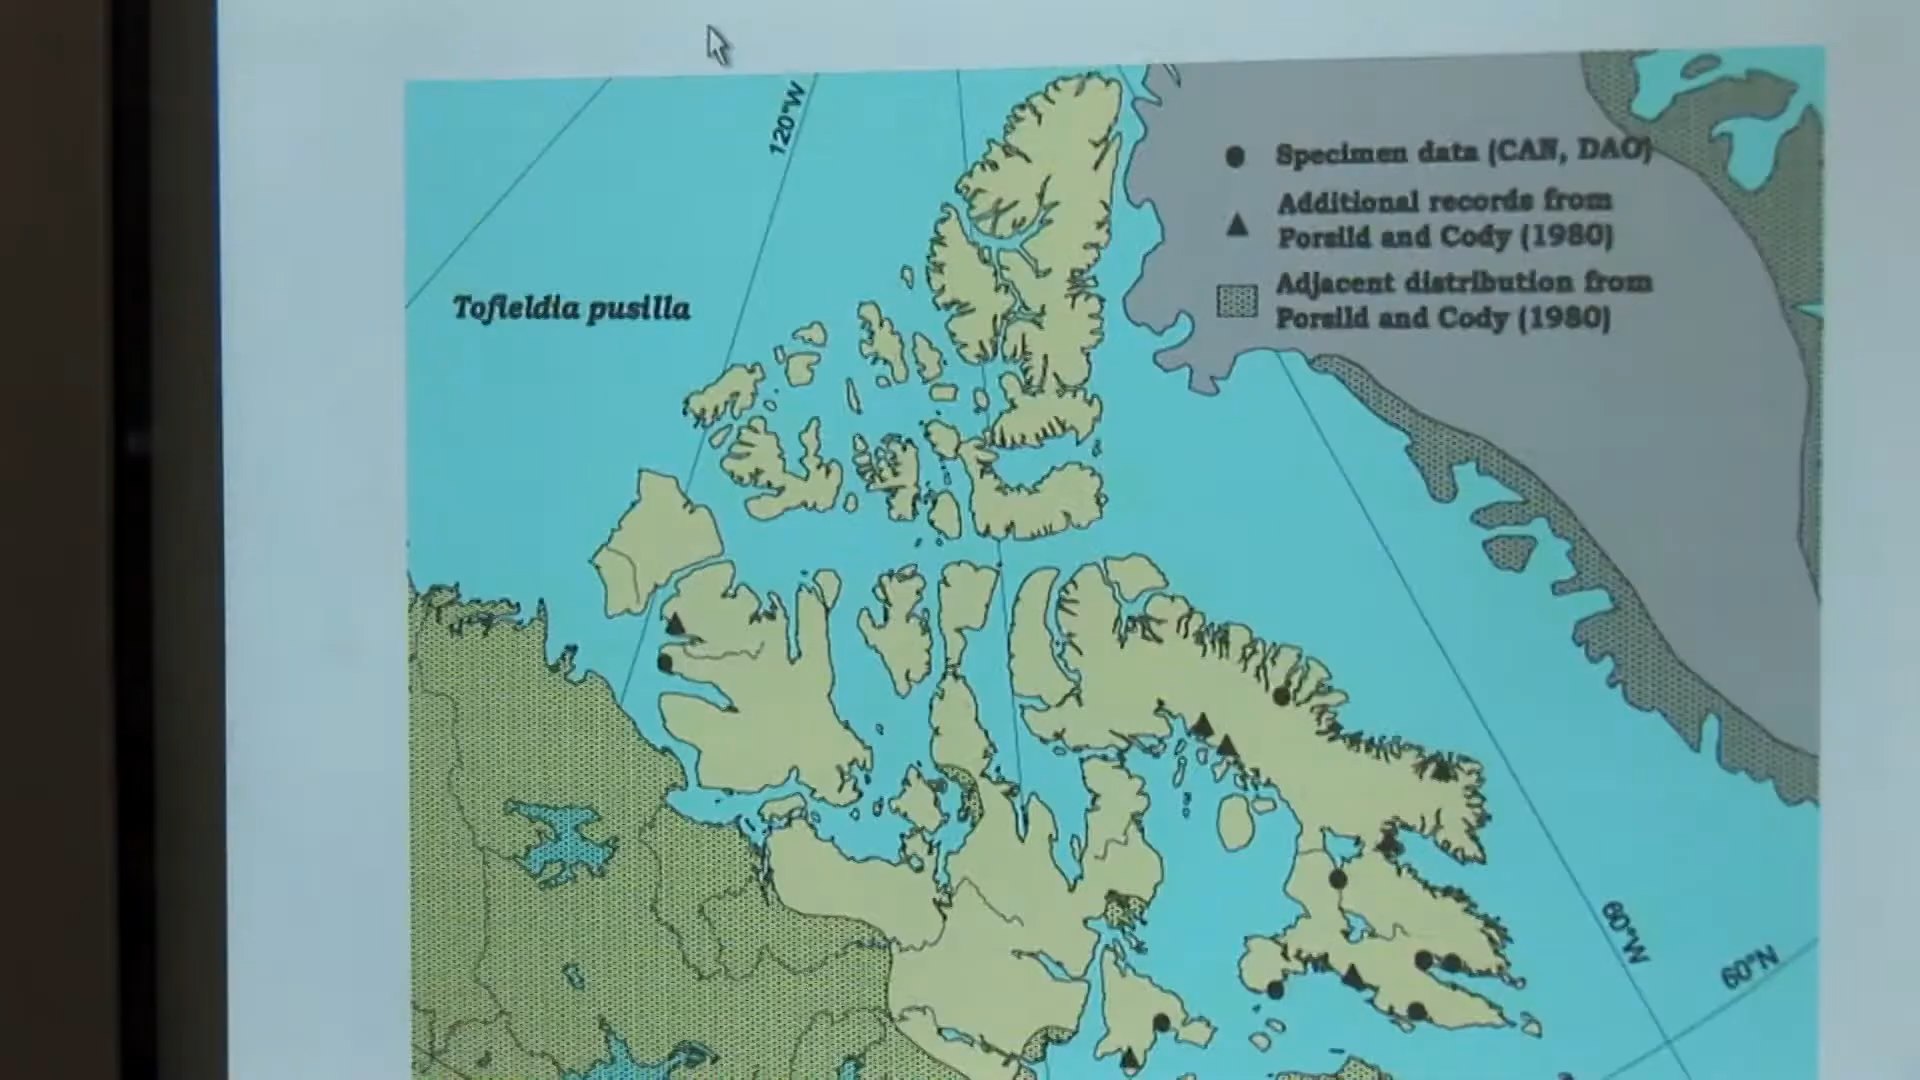 120°W
Specimen data (CAN, DAO)
Additional records from
Porsild and Cody (1980)
Tofieldia pusilla
Adjacent distribution from
Porsild and Cody (1980)
60°W
60°N